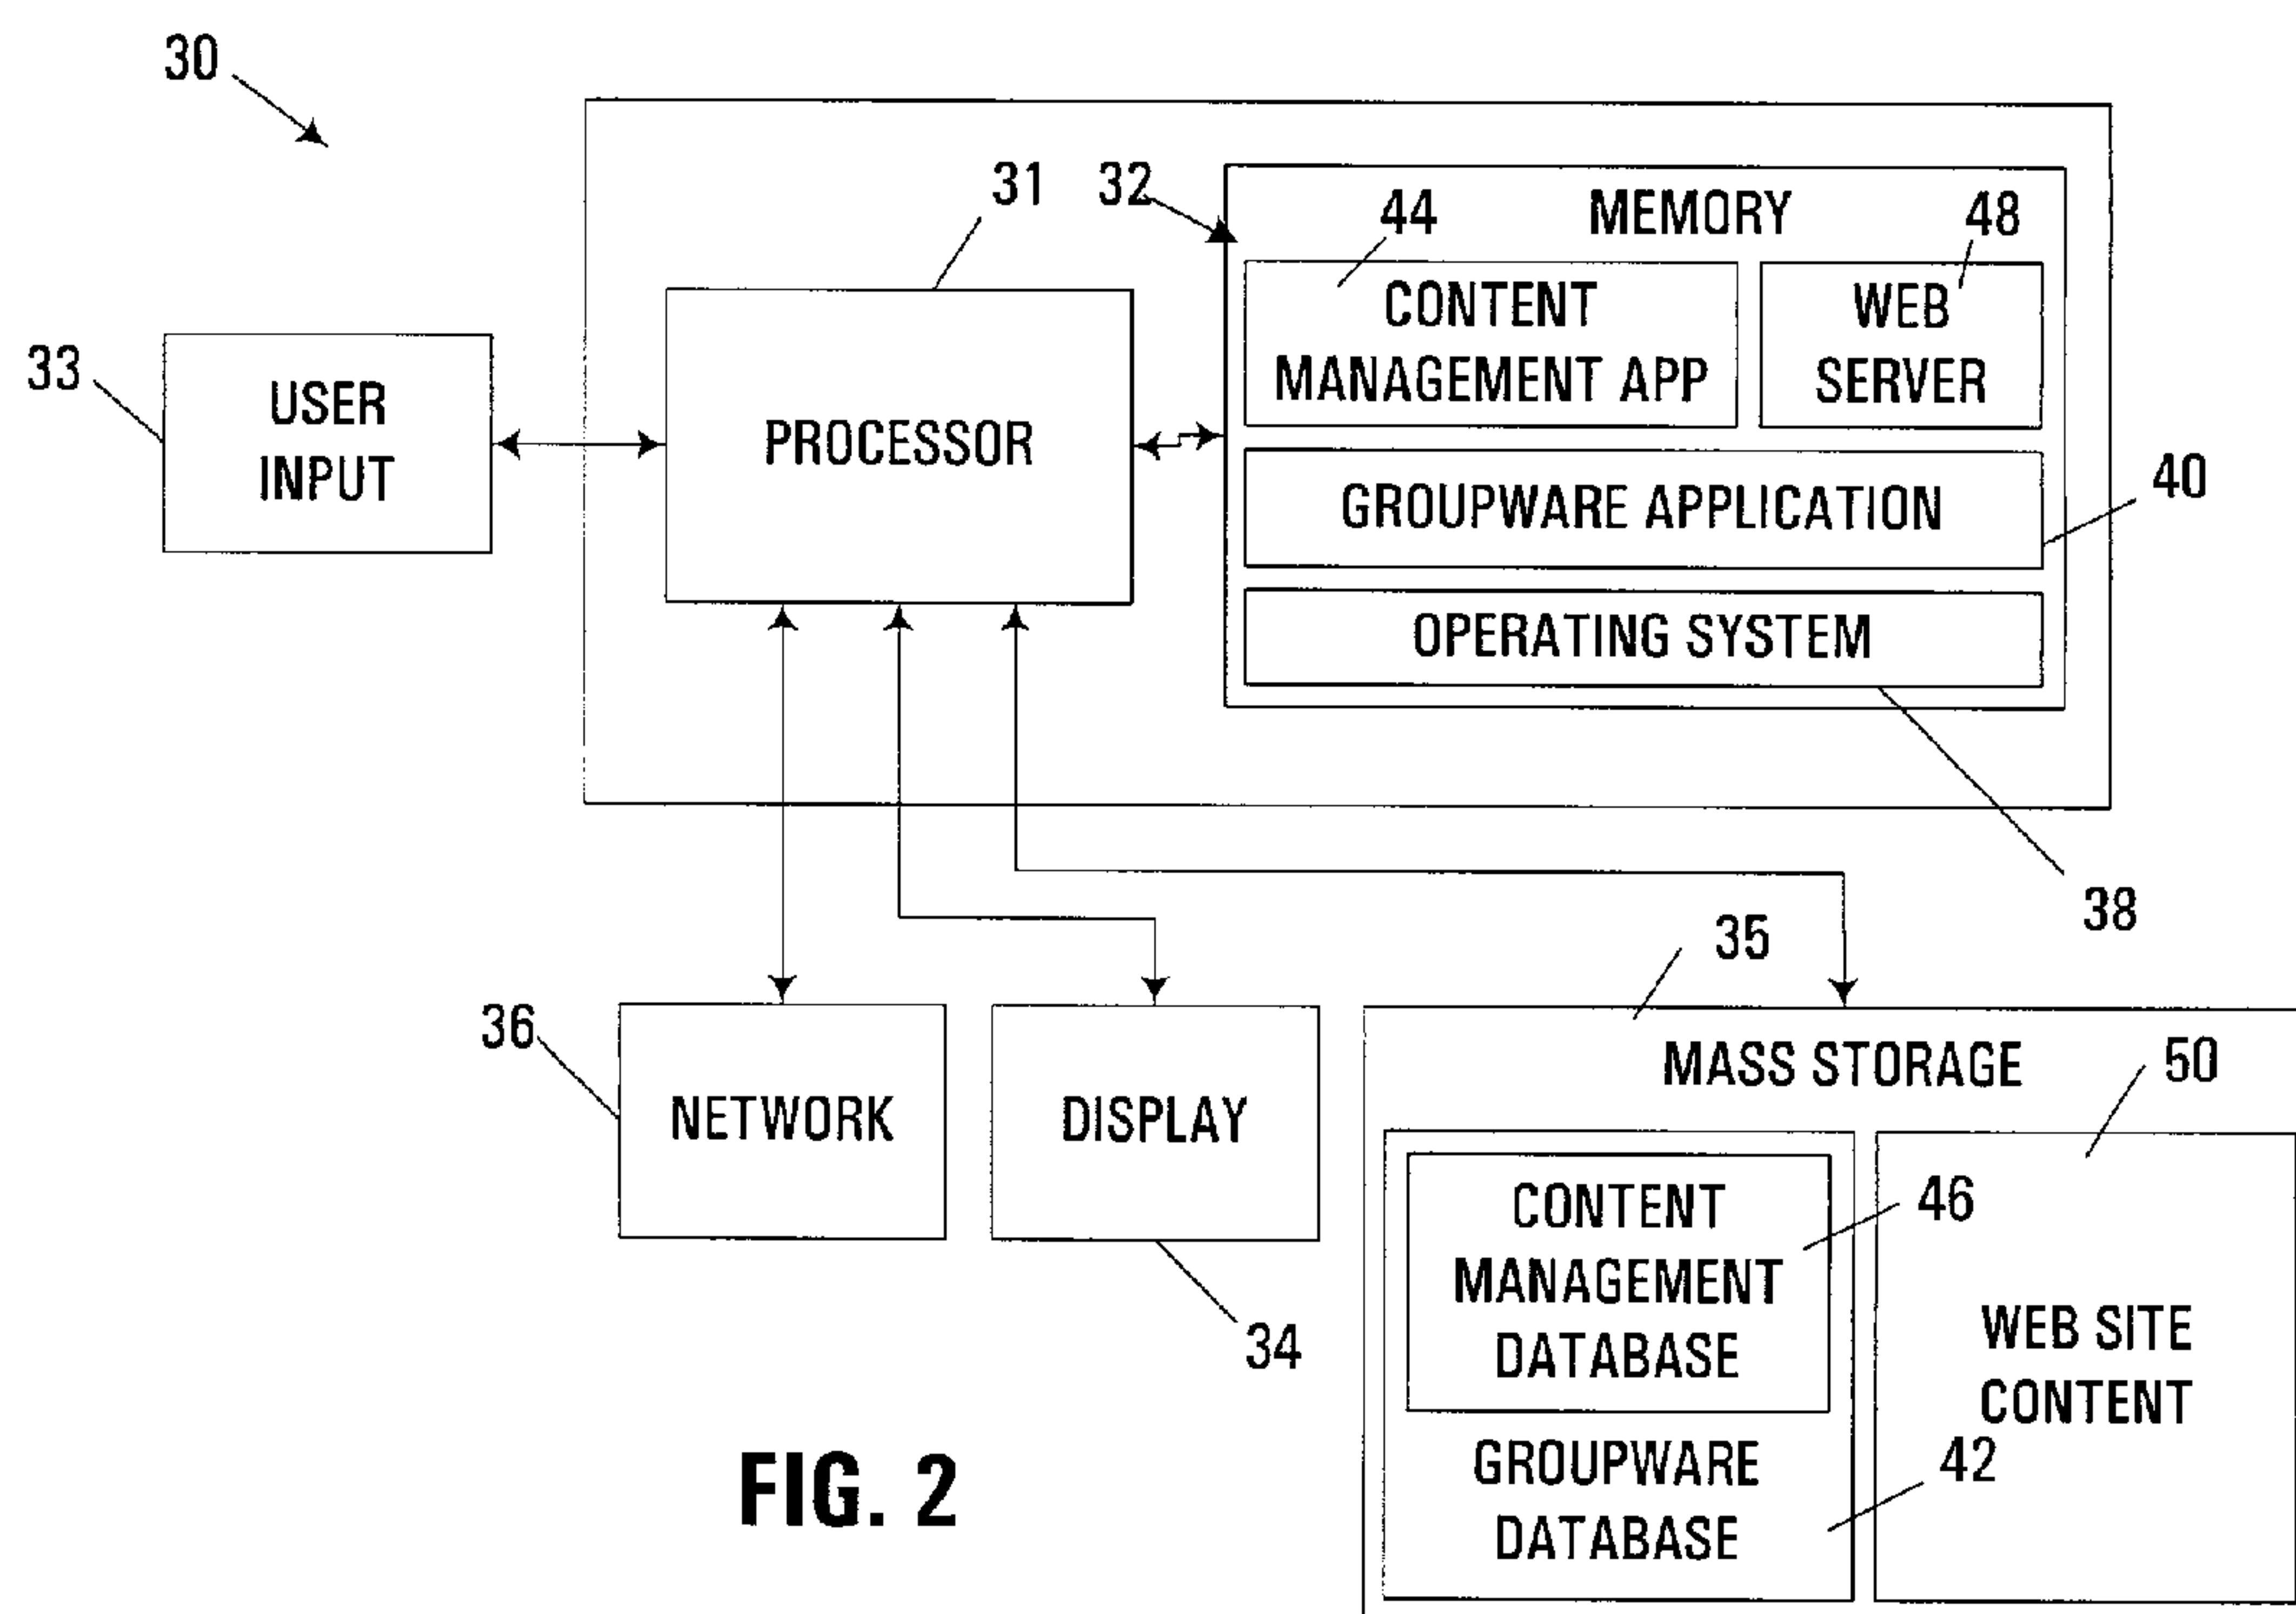 30
31
32
MEMORY
44
48
CONTENT
MANAGEMENT APP
WEB
SERVER
33
USER
INPUT
PROCESSOR
GROUPWARE APPLICATION
40
OPERATING SYSTEM
38
35
36
NETWORK
DISPLAY
34
MASS STORAGE
50
CONTENT
MANAGEMENT
DATABASE
46
WEB SITE
CONTENT
GROUPWARE
DATABASE
42
FIG. 2